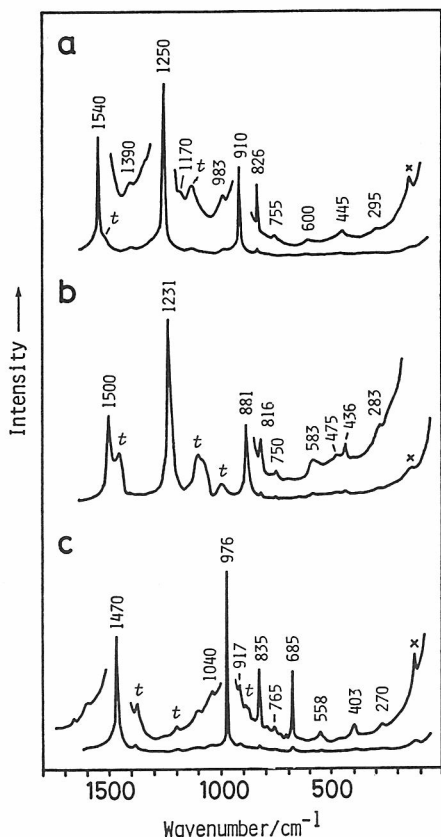 a
1540
1390
1250
1170
t
983
910
826
755
600
445
295
x
t
b
1500
t
1231
t
t
881
816
750
583
475
436
283
x
c
1470
t
t
1040
976
917
t
835
765
685
558
403
270
x
Intensity →
1500 1000 500
Wavenumber/cm⁻¹